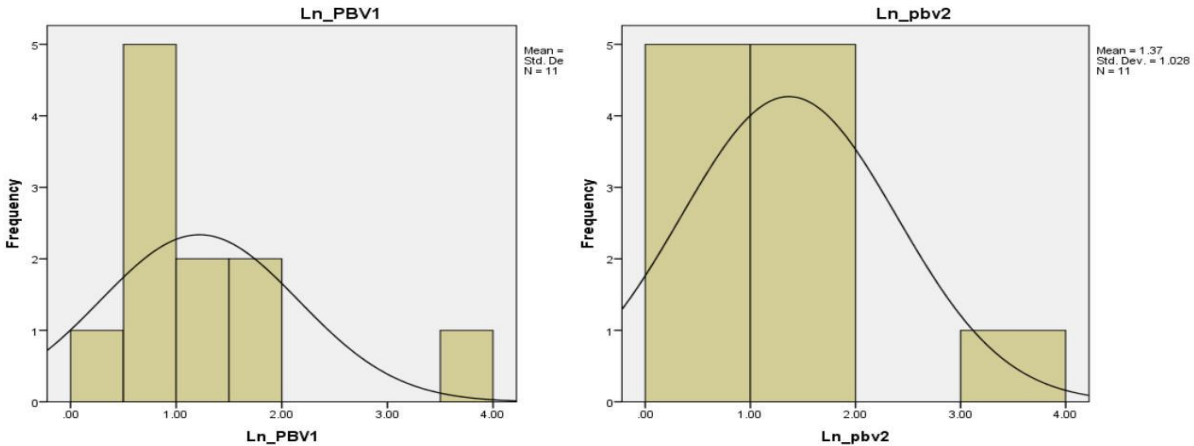 Ln_PBV1
Mean =
Std. De
N = 11
5
4
3
2
1
0
Frequency
.00
1.00
2.00
3.00
4.00
Ln_PBV1
Ln_pbv2
Mean = 1.37
Std. Dev. = 1.028
N = 11
5
4
3
2
1
0
Frequency
.00
1.00
2.00
3.00
4.00
Ln_pbv2